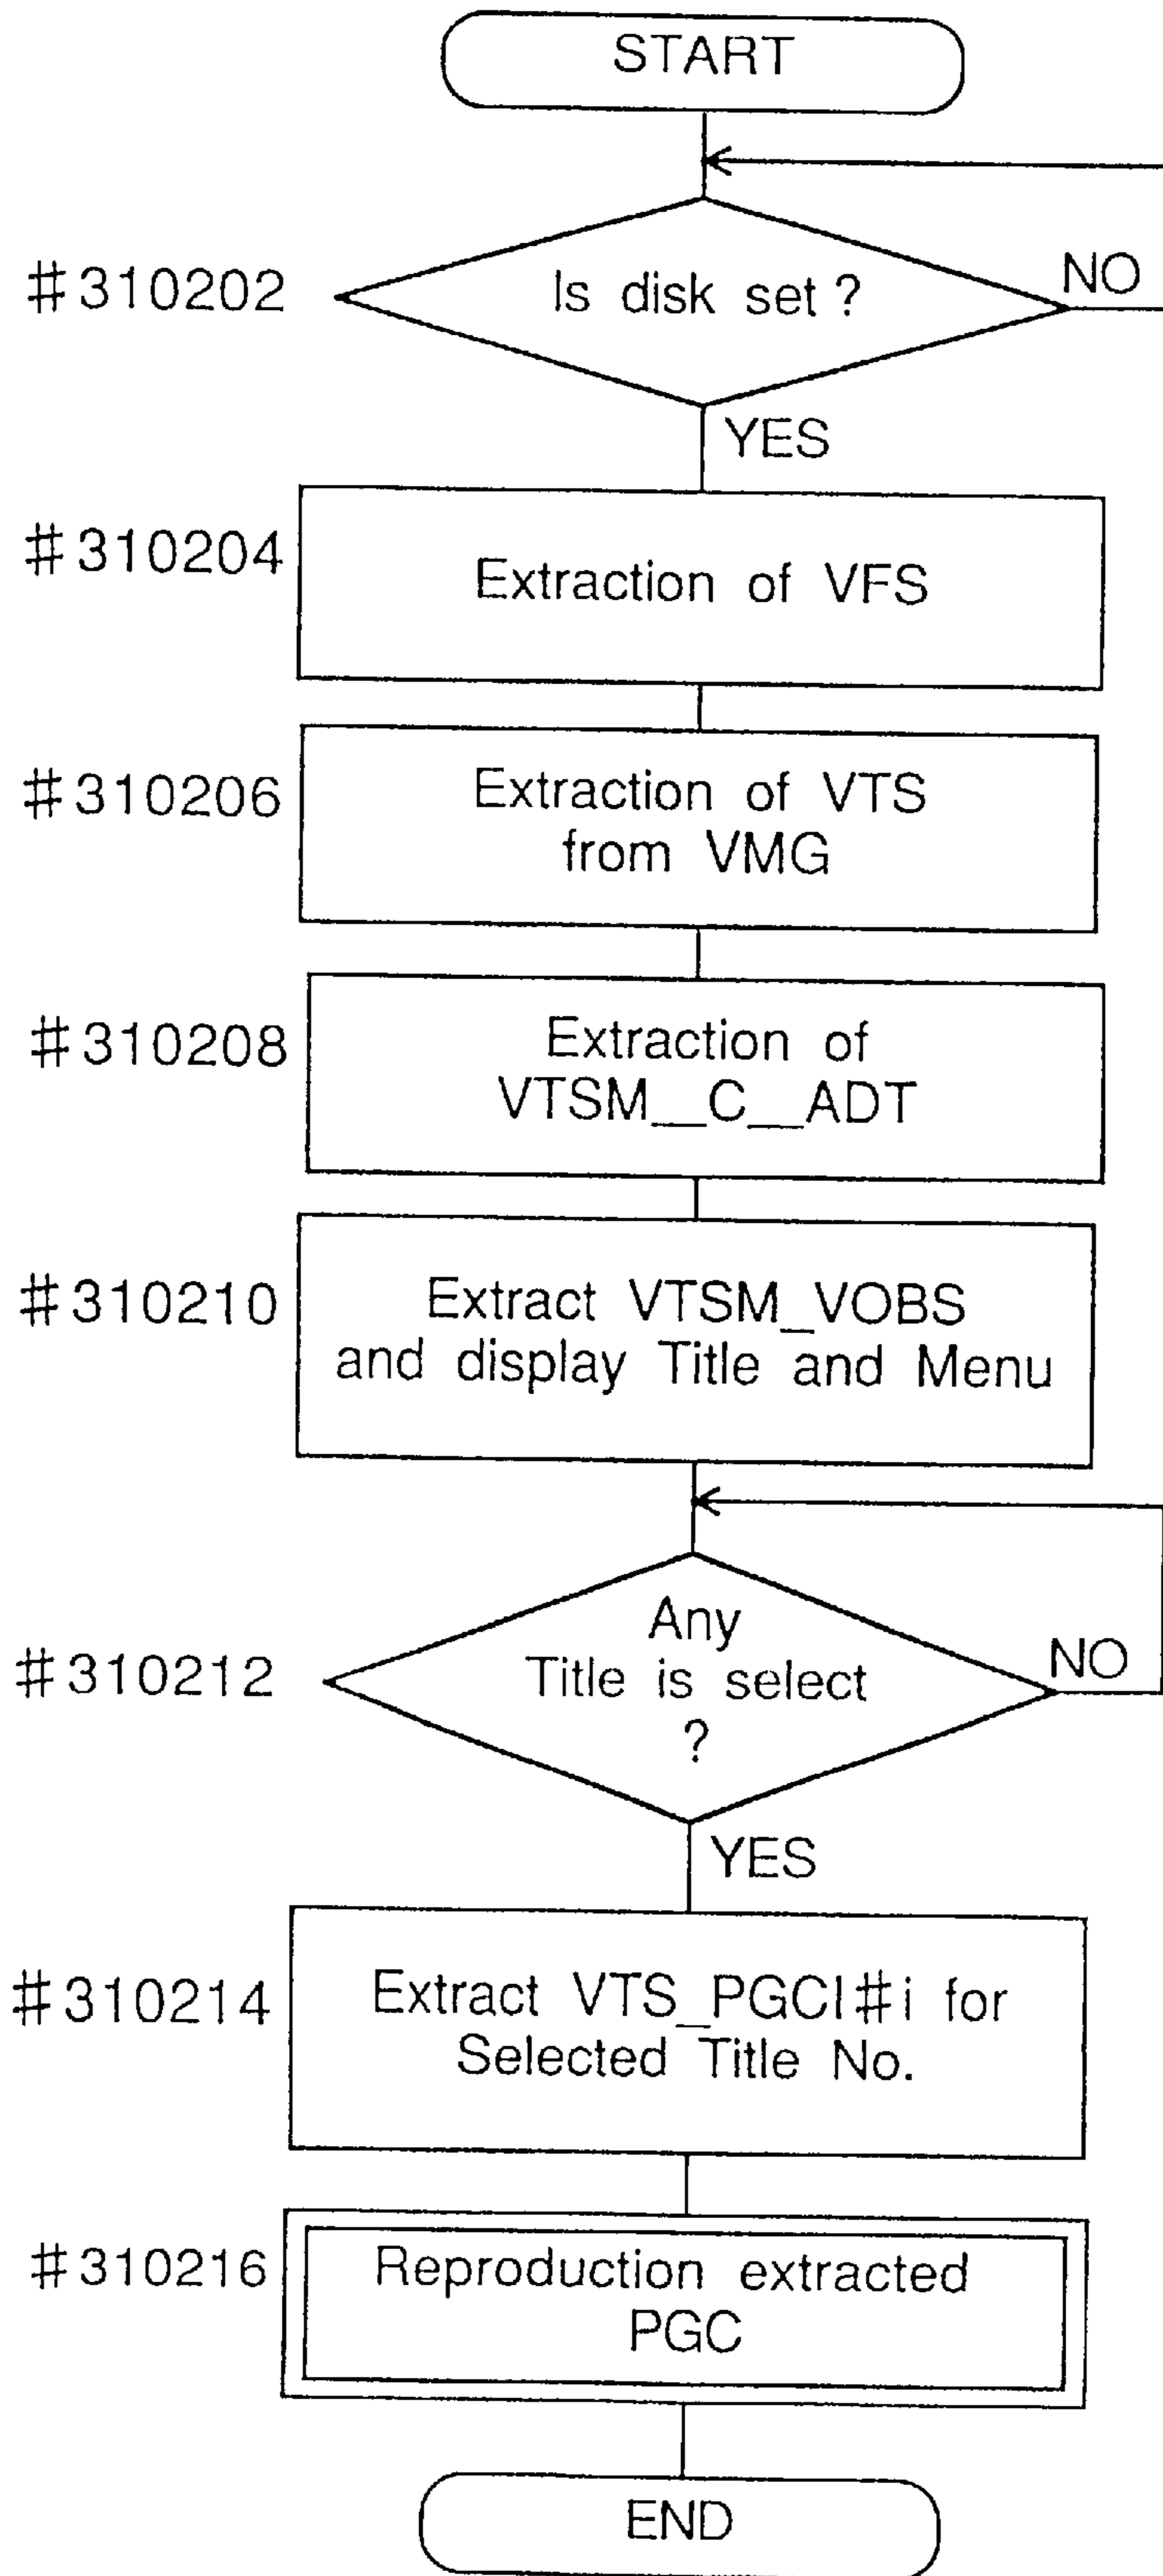 START
#310202
Is disk set?
NO
YES
#310204
Extraction of VFS
#310206
Extraction of VTS
from VMG
#310208
Extraction of
VTSM__C__ADT
#310210
Extract VTSM_VOBS
and display Title and Menu
#310212
Any
Title is select
?
NO
YES
#310214
Extract VTS_PGCI#i for
Selected Title No.
#310216
Reproduction extracted
PGC
END